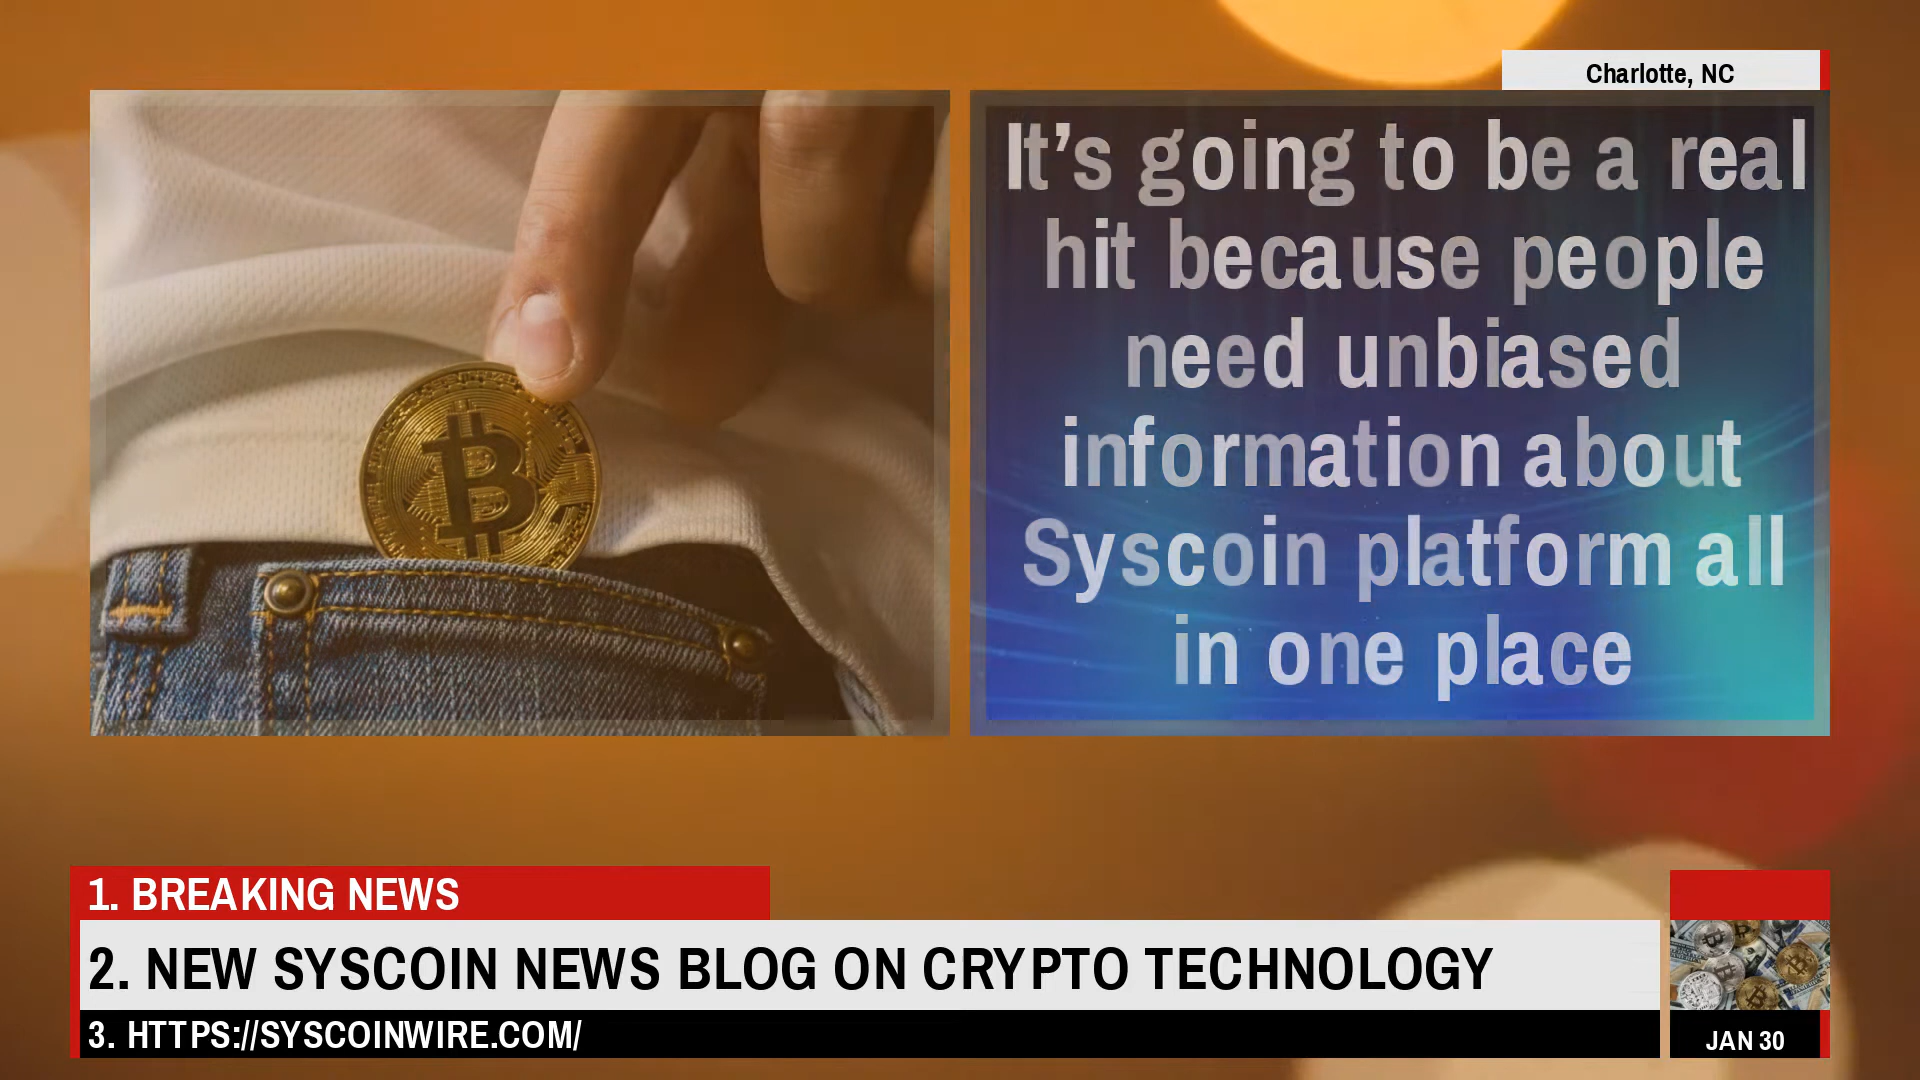 Charlotte, NC
It's going to be a real
hit because people
need unbiased
information about
Syscoin platform all
in one place
1. BREAKING NEWS
2. NEW SYSCOIN NEWS BLOG ON CRYPTO TECHNOLOGY
3. HTTPS://SYSCOINWIRE.COM/
JAN 30